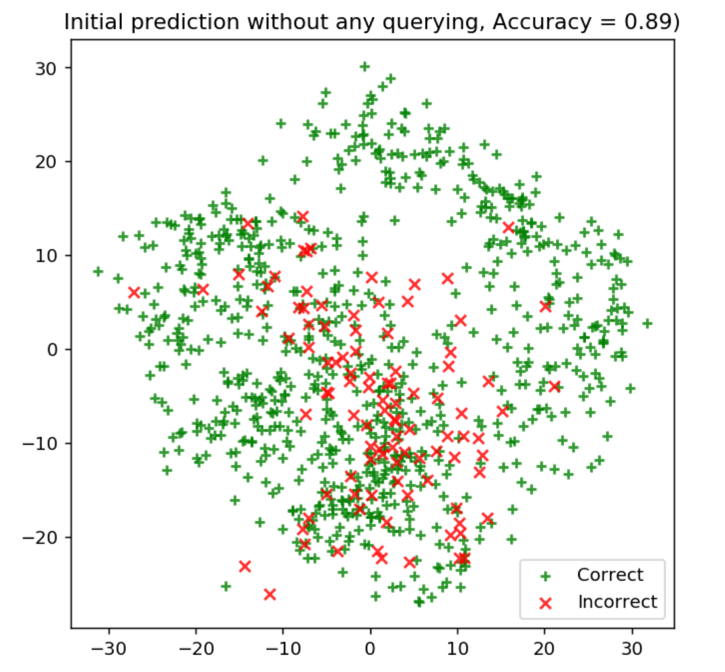 Initial prediction without any querying, Accuracy = 0.89)
30
20
10
0
−10
−20
Correct
Incorrect
−30 −20 −10 0 10 20 30